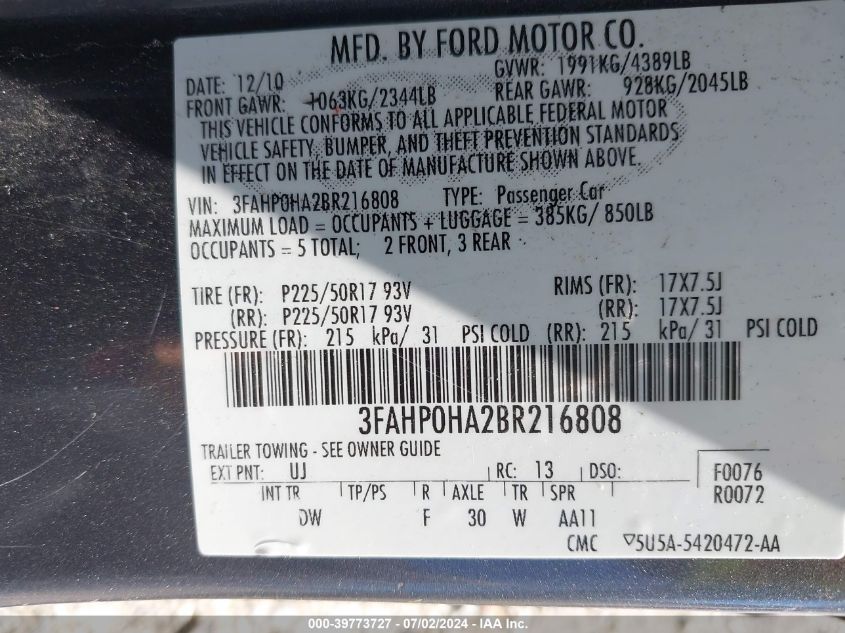 MFD. BY FORD MOTOR CO.
DATE: 12/10 GVWR: 1991KG/4389LB
FRONT GAWR: 1063KG/2344LB REAR GAWR: 928KG/2045LB
THIS VEHICLE CONFORMS TO ALL APPLICABLE FEDERAL MOTOR
VEHICLE SAFETY, BUMPER, AND THEFT PREVENTION STANDARDS
IN EFFECT ON THE DATE OF MANUFACTURE SHOWN ABOVE.
VIN: 3FAHP0HA2BR216808 TYPE: Passenger Car
MAXIMUM LOAD = OCCUPANTS + LUGGAGE = 385KG/ 850LB
OCCUPANTS = 5 TOTAL; 2 FRONT, 3 REAR
TIRE (FR): P225/50R17 93V RIMS (FR): 17X7.5J
(RR): P225/50R17 93V (RR): 17X7.5J
PRESSURE (FR): 215 kPa/ 31 PSI COLD (RR): 215 kPa/ 31 PSI COLD
3FAHP0HA2BR216808
TRAILER TOWING - SEE OWNER GUIDE
EXT PNT: UJ RC: 13 DSO: F0076
INT TR TP/PS R AXLE TR SPR R0072
DW F 30 W AA11
CMC ▽5U5A-5420472-AA
000-39773727 - 07/02/2024 - IAA Inc.